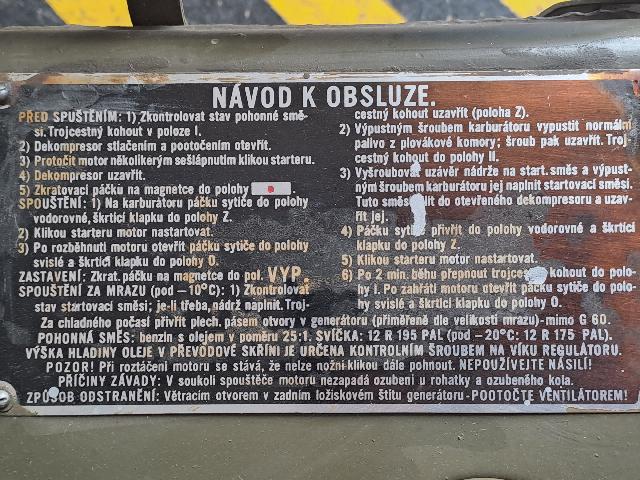 NÁVOD K OBSLUZE.
PŘED SPUŠTĚNÍM: 1) Zkontrolovat stav pohonné smě-
si. Trojcestný kohout v poloze I.
2) Dekompresor stlačením a pootočením otevřít.
3) Protočit motor několikerým sešlápnutím klikou starteru.
4) Dekompresor uzavřít.
5) Zkratovací páčku na magnetce do polohy
SPOUŠTĚNÍ: 1) Na karburátoru páčku sytiče do polohy
vodorovné, škrticí klapku do polohy Z.
2) Klikou starteru motor nastartovat.
3) Po rozběhnutí motoru otevřít páčku sytiče do polohy
svislé a škrticí klapku do polohy O.
ZASTAVENÍ: Zkrat. páčku na magnetce do pol. VYP.
SPOUŠTĚNÍ ZA MRAZU (pod -10°C): 1) Zkontrolovat
stav startovací směsi; je-li třeba, nádrž naplnit. Troj-
cestný kohout uzavřít (poloha Z).
2) Výpustným šroubem karburátoru vypustit normální
palivo z plovákové komory; šroub pak uzavřít. Troj-
cestný kohout do polohy II.
3) Vyšroubovat uzávěr nádrže na start. směs a výpust-
ným šroubem karburátoru jej naplnit startovací směsí.
Tuto směs lít do otevřeného dekompresoru a uzav-
řít jej.
4) Páčku sytiče přivřít do polohy vodorovné a škrticí
klapku do polohy Z.
5) Klikou starteru motor nastartovat.
6) Po 2 min. běhu přepnout trojcestný kohout do polo-
hy I. Po zahřátí motoru otevřít páčku sytiče do polo-
hy svislé a škrticí klapku do polohy O.
Za chladného počasí přivřít plech. pásem otvory v generátoru (přiměřeně dle velikosti mrazu)-mimo G 60.
POHONNÁ SMĚS: benzin s olejem v poměru 25:1. SVÍČKA: 12 R 195 PAL (pod -20°C: 12 R 175 PAL).
VÝŠKA HLADINY OLEJE V PŘEVODOVÉ SKŘÍNI JE URČENA KONTROLNÍM ŠROUBEM NA VÍKU REGULÁTORU.
POZOR! Při roztáčení motoru se stává, že nelze nožní klikou dále pohnout. NEPOUŽÍVEJTE NÁSILÍ!
PŘÍČINY ZÁVADY: V soukolí spouštěče motoru nezapadá ozubení u rohatky a ozubeného kola.
ZPŮSOB ODSTRANĚNÍ: Větracím otvorem v zadním ložiskovém štítu generátoru-POOTOČTE VENTILÁTOREM!